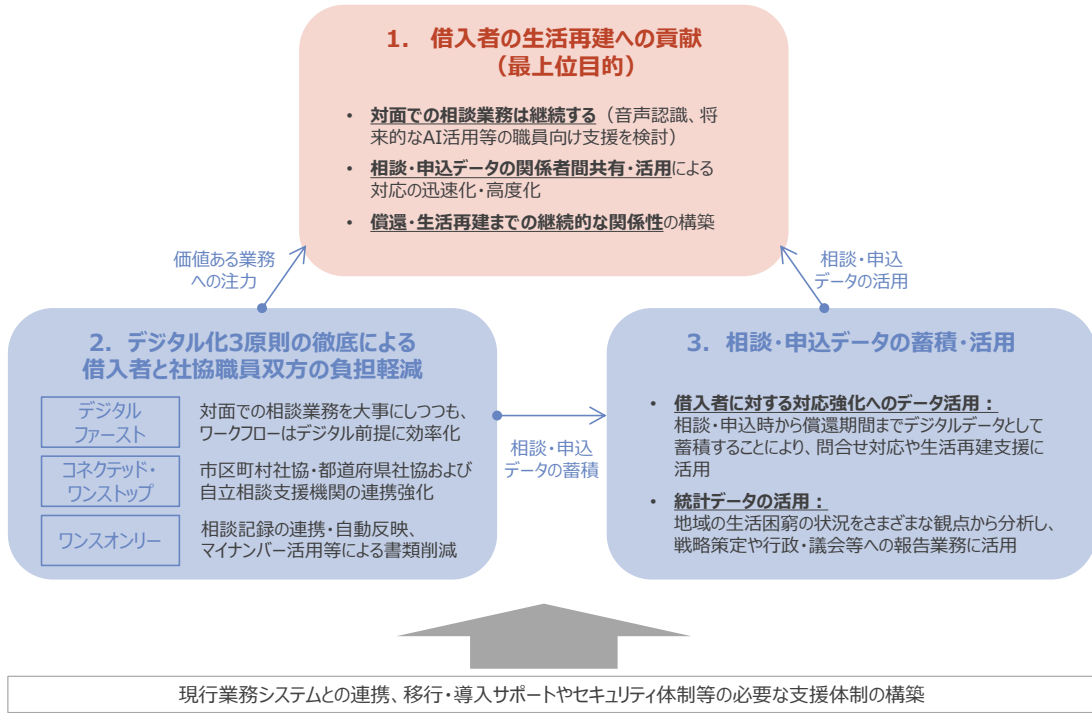 1. 借入者の生活再建への貢献
（最上位目的）
• 対面での相談業務は継続する（音声認識、将
来的なAI活用等の職員向け支援を検討）
• 相談・申込データの関係者間共有・活用による
対応の迅速化・高度化
• 償還・生活再建までの継続的な関係性の構築
価値ある業務
への注力
相談・申込
データの活用
2. デジタル化3原則の徹底による
借入者と社協職員双方の負担軽減
デジタル
ファースト
対面での相談業務を大事にしつつも、
ワークフローはデジタル前提に効率化
コネクテッド・
ワンストップ
市区町村社協・都道府県社協および
自立相談支援機関の連携強化
ワンスオンリー
相談記録の連携・自動反映、
マイナンバー活用等による書類削減
相談・申込
データの蓄積
3. 相談・申込データの蓄積・活用
• 借入者に対する対応強化へのデータ活用：
相談・申込時から償還期間までデジタルデータとして
蓄積することにより、問合せ対応や生活再建支援に
活用
• 統計データの活用：
地域の生活困窮の状況をさまざまな観点から分析し、
戦略策定や行政・議会等への報告業務に活用
現行業務システムとの連携、移行・導入サポートやセキュリティ体制等の必要な支援体制の構築